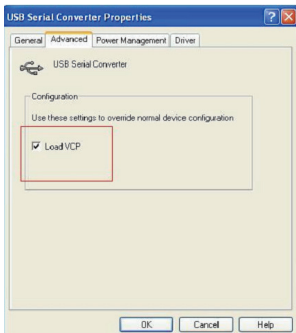 USB Serial Converter Properties
General Advanced Power Management Driver
USB Serial Converter
Configuration
Use these settings to override normal device configuration
Load VCP
OK Cancel Help